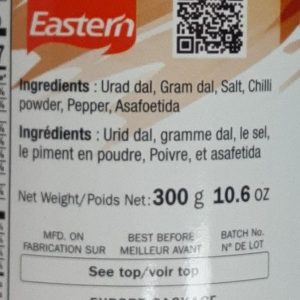 Eastern
Ingredients : Urad dal, Gram dal, Salt, Chilli
powder, Pepper, Asafoetida
Ingrédients : Urid dal, gramme dal, le sel,
le piment en poudre, Poivre, et asafetida
Net Weight/Poids Net: 300 g 10.6 oz
MFD. ON
FABRICATION SUR
BEST BEFORE
MEILLEUR AVANT
BATCH No.
N° DE LOT
See top/voir top